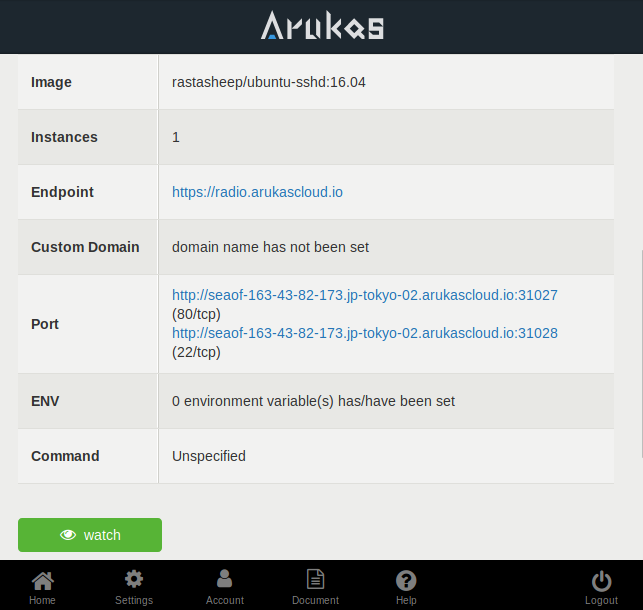 Arukas
Image rastasheep/ubuntu-sshd:16.04
Instances 1
Endpoint https://radio.arukascloud.io
Custom Domain domain name has not been set
Port
http://seaof-163-43-82-173.jp-tokyo-02.arukascloud.io:31027
(80/tcp)
http://seaof-163-43-82-173.jp-tokyo-02.arukascloud.io:31028
(22/tcp)
ENV 0 environment variable(s) has/have been set
Command Unspecified
watch
Home Settings Account Document Help Logout